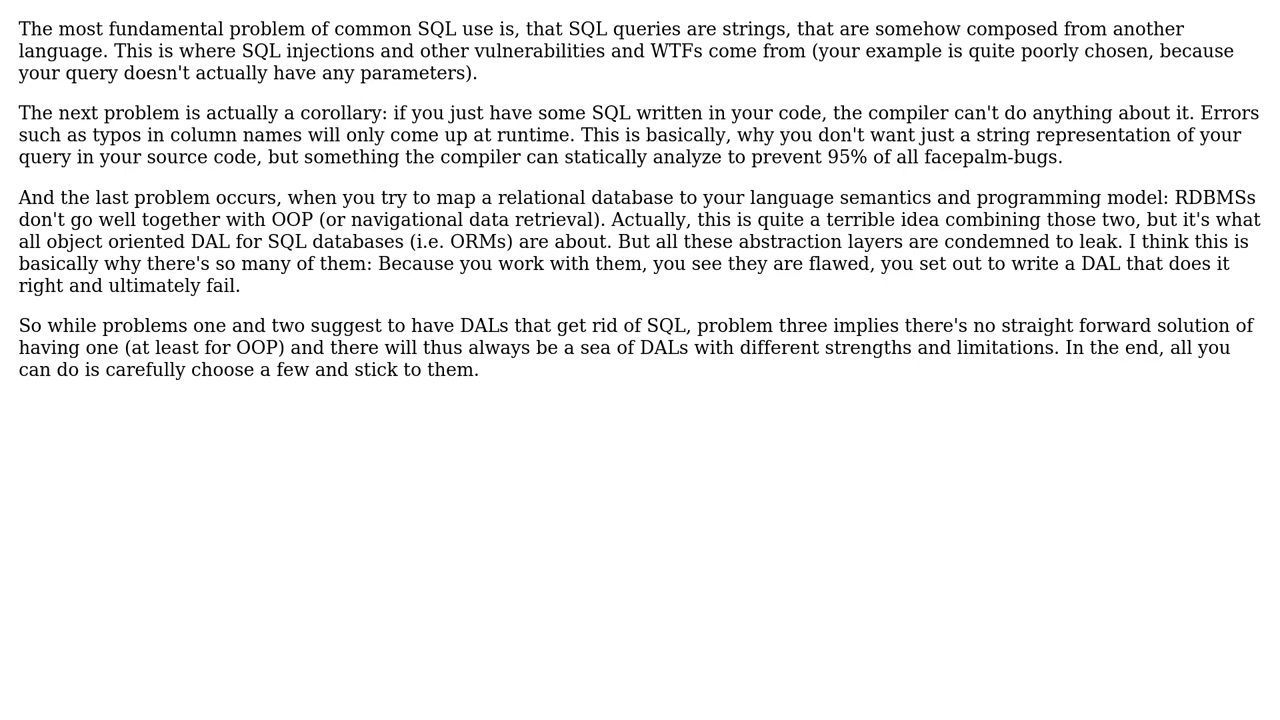 The most fundamental problem of common SQL use is, that SQL queries are strings, that are somehow composed from another
language. This is where SQL injections and other vulnerabilities and WTFs come from (your example is quite poorly chosen, because
your query doesn't actually have any parameters).
The next problem is actually a corollary: if you just have some SQL written in your code, the compiler can't do anything about it. Errors
such as typos in column names will only come up at runtime. This is basically, why you don't want just a string representation of your
query in your source code, but something the compiler can statically analyze to prevent 95% of all facepalm-bugs.
And the last problem occurs, when you try to map a relational database to your language semantics and programming model: RDBMSs
don't go well together with OOP (or navigational data retrieval). Actually, this is quite a terrible idea combining those two, but it's what
all object oriented DAL for SQL databases (i.e. ORMs) are about. But all these abstraction layers are condemned to leak. I think this is
basically why there's so many of them: Because you work with them, you see they are flawed, you set out to write a DAL that does it
right and ultimately fail.
So while problems one and two suggest to have DALs that get rid of SQL, problem three implies there's no straight forward solution of
having one (at least for OOP) and there will thus always be a sea of DALs with different strengths and limitations. In the end, all you
can do is carefully choose a few and stick to them.